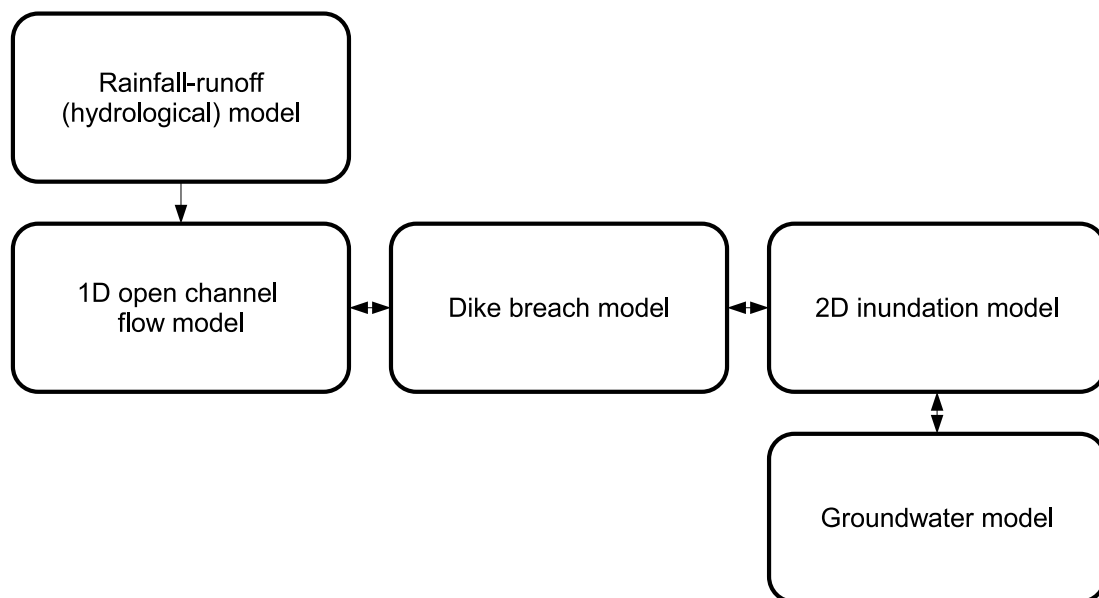 Rainfall-runoff
(hydrological) model
1D open channel
flow model
Dike breach model
2D inundation model
Groundwater model